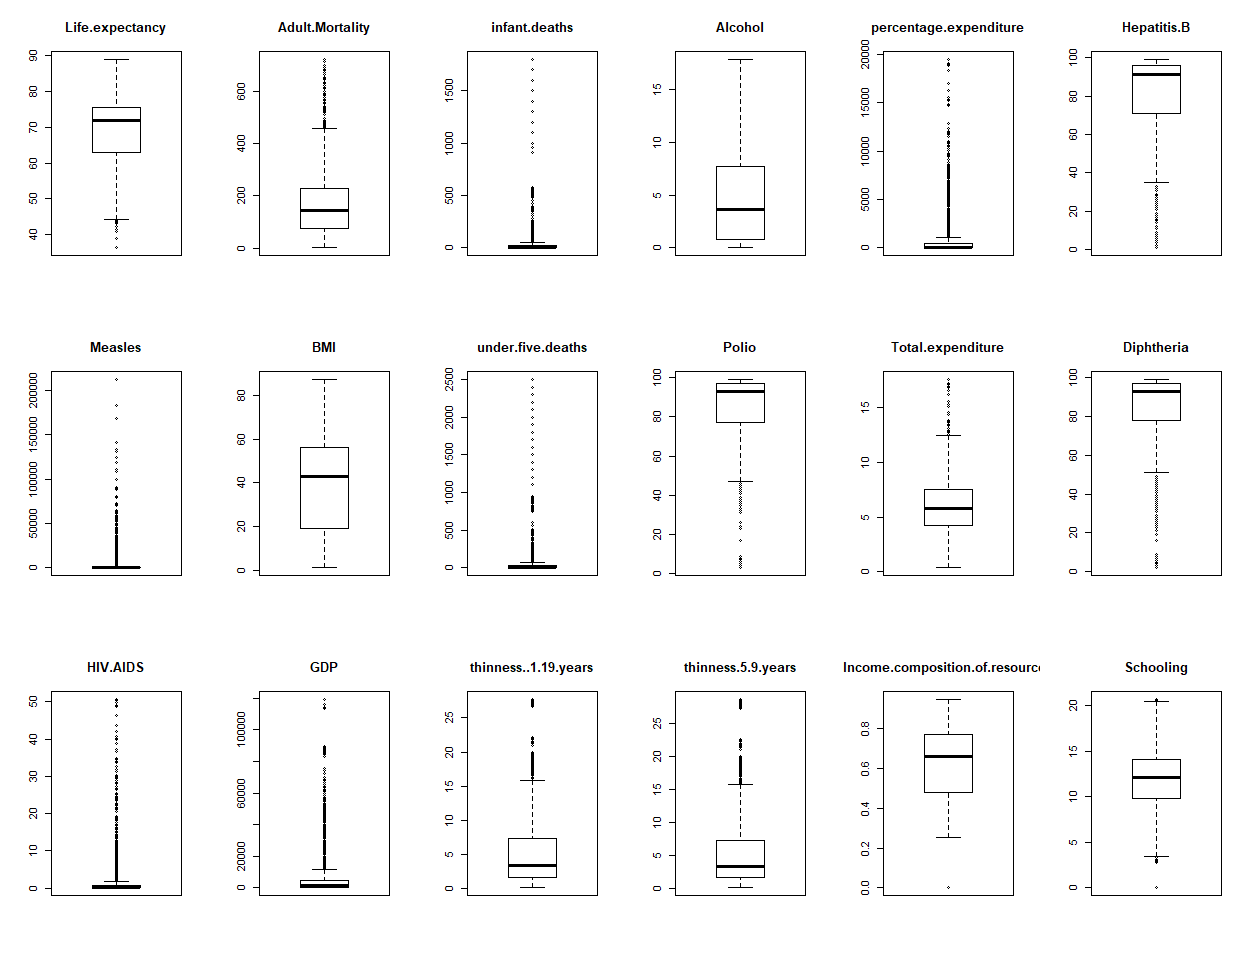 Life.expectancy
40 50 60 70 80 90
Adult.Mortality
0 200 400 600
infant.deaths
0 500 1000 1500
Alcohol
0 5 10 15
percentage.expenditure
0 5000 10000 15000 20000
Hepatitis.B
0 20 40 60 80 100
Measles
0 50000 100000 150000 200000
BMI
0 20 40 60 80
under.five.deaths
0 500 1000 1500 2000 2500
Polio
0 20 40 60 80 100
Total.expenditure
0 5 10 15
Diphtheria
0 20 40 60 80 100
HIV.AIDS
0 10 20 30 40 50
GDP
0 20000 60000 100000
thinness..1.19.years
0 5 10 15 20 25
thinness.5.9.years
0 5 10 15 20 25
Income.composition.of.resourc
0.0 0.2 0.4 0.6 0.8
Schooling
0 5 10 15 20